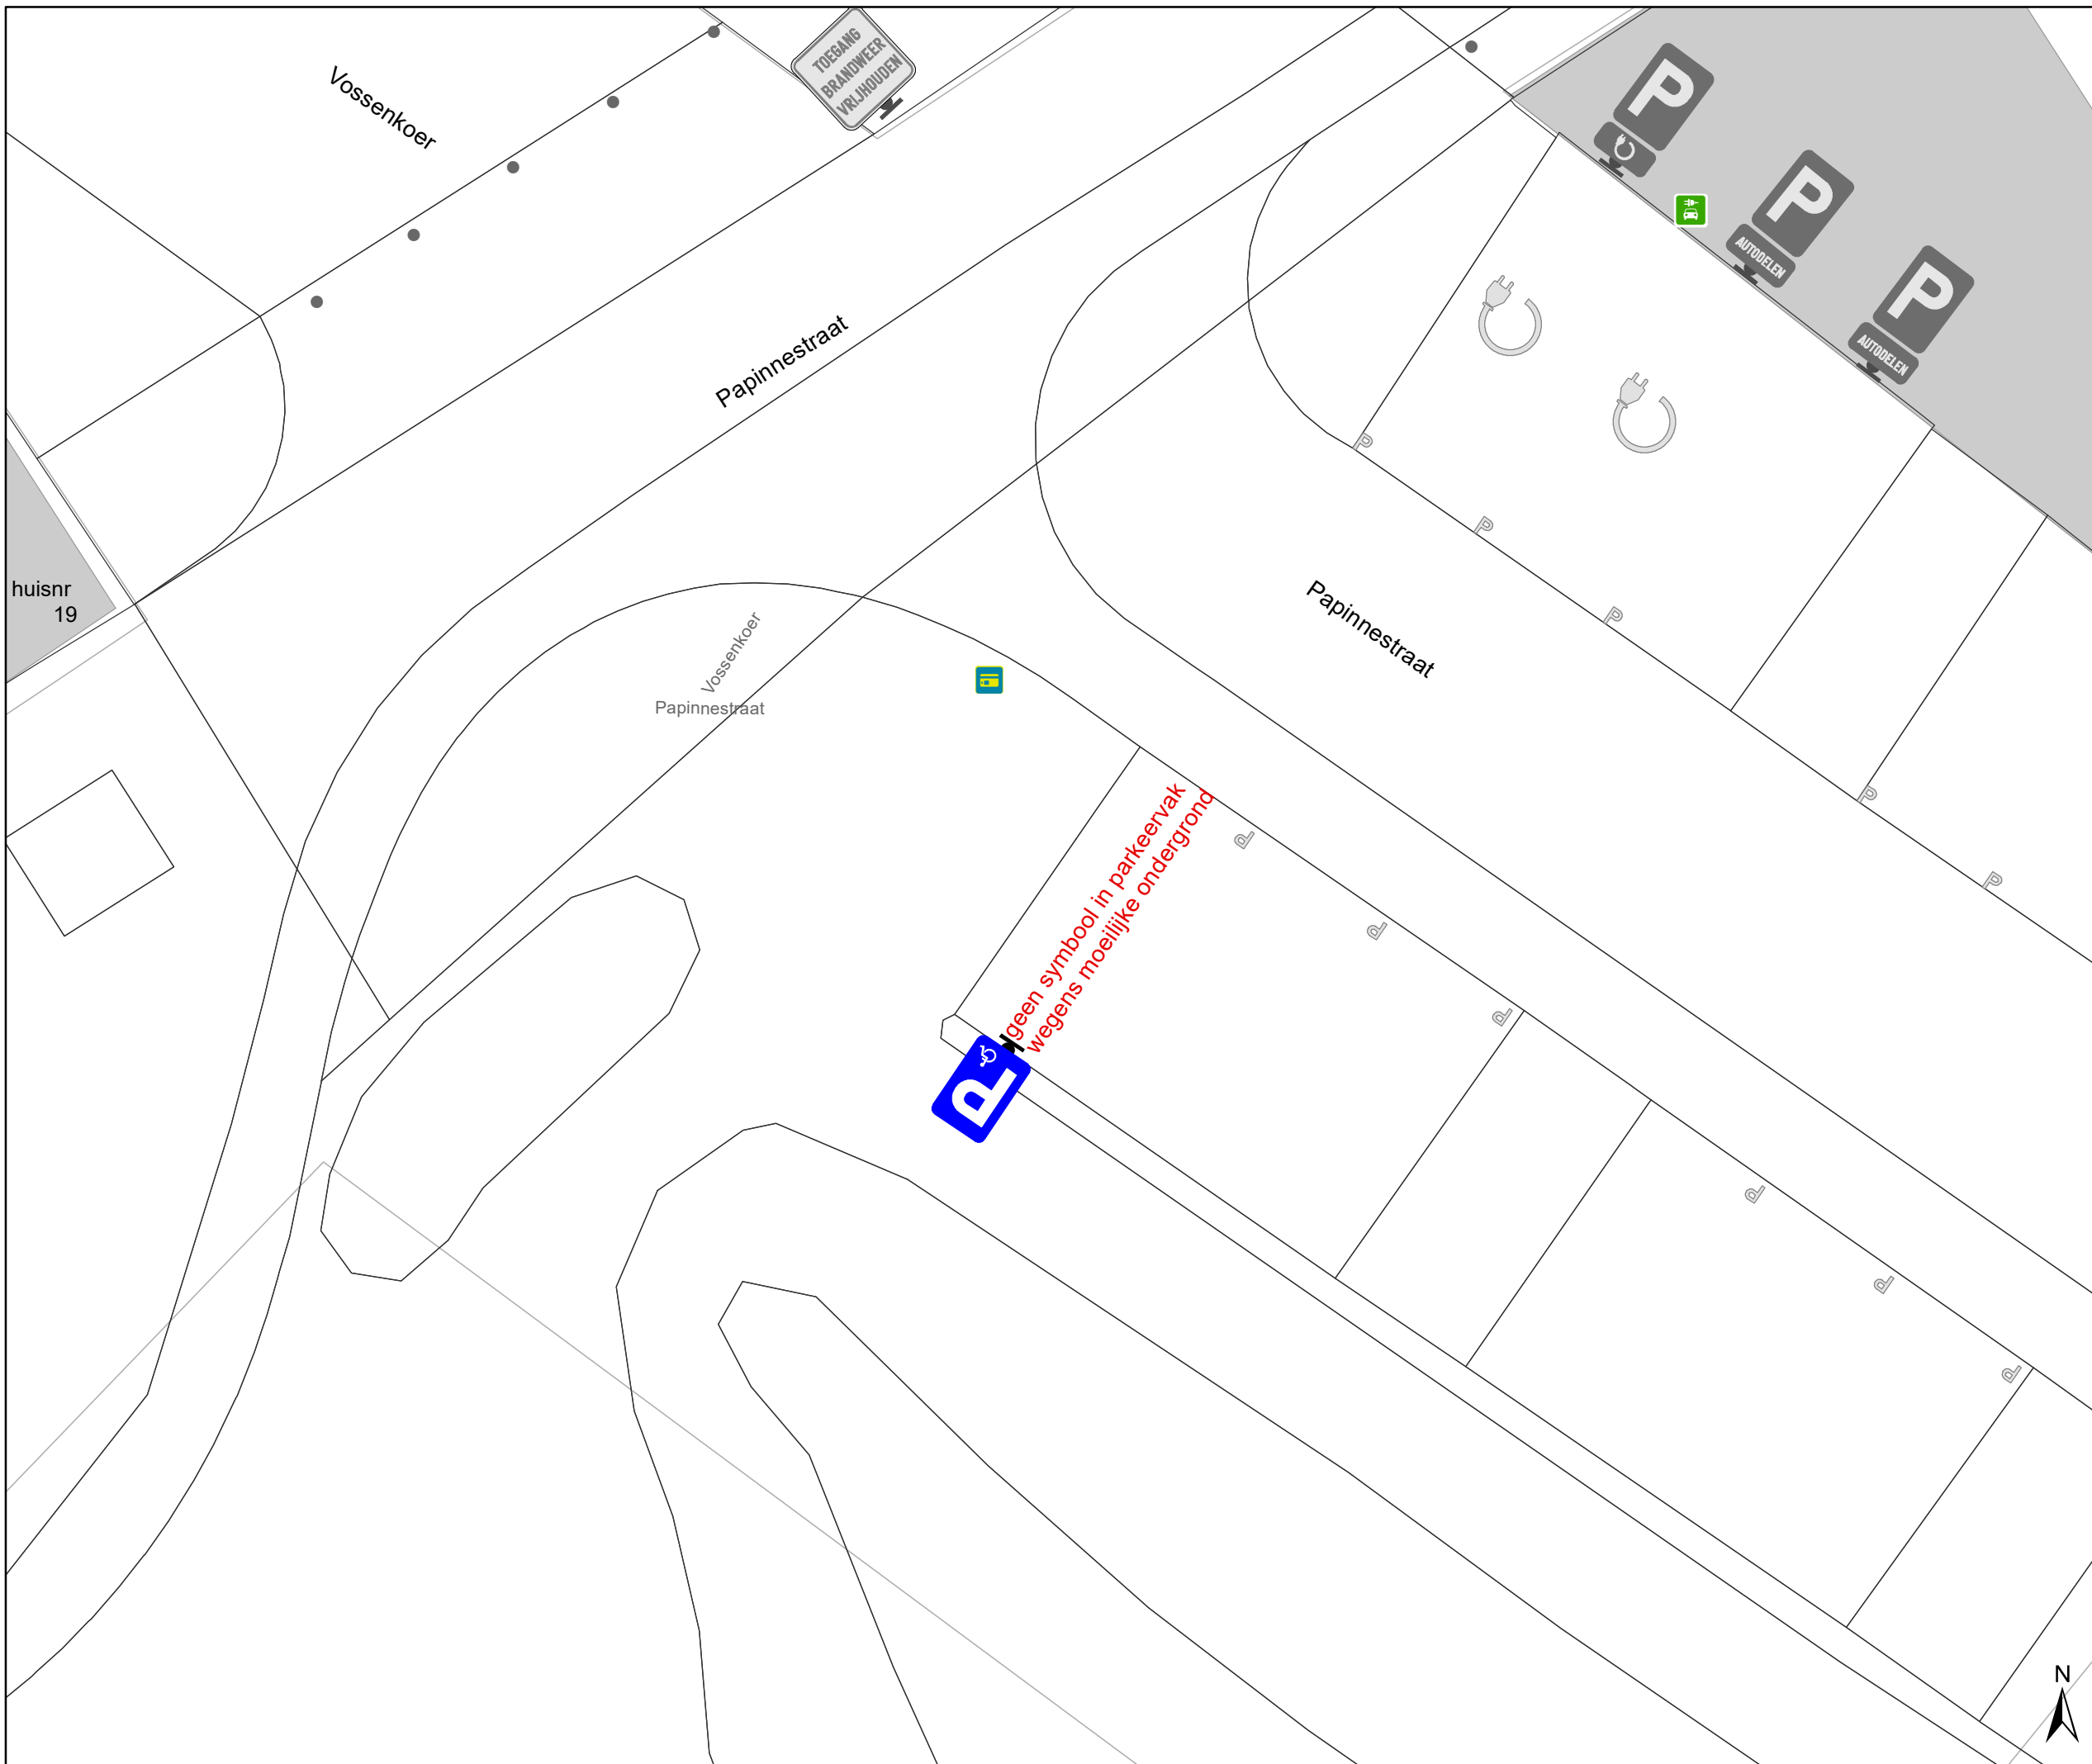 Vossenkoer
TOEGANG
BRANDWEER
VRIJHOUDEN
P
P
AUTODELEN
P
AUTODELEN
Papinnestraat
P
P
P
P
P
huisnr
19
Papinnestraat
Vossenkoer
Papinnestraat
geen symbool in parkeervak
wegens moeilijke ondergrond
P
P
P
P
P
P
P
N